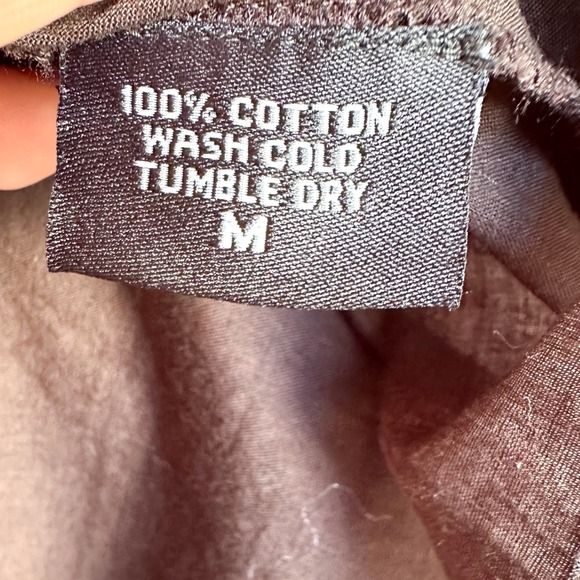 100% COTTON
WASH COLD
TUMBLE DRY
M